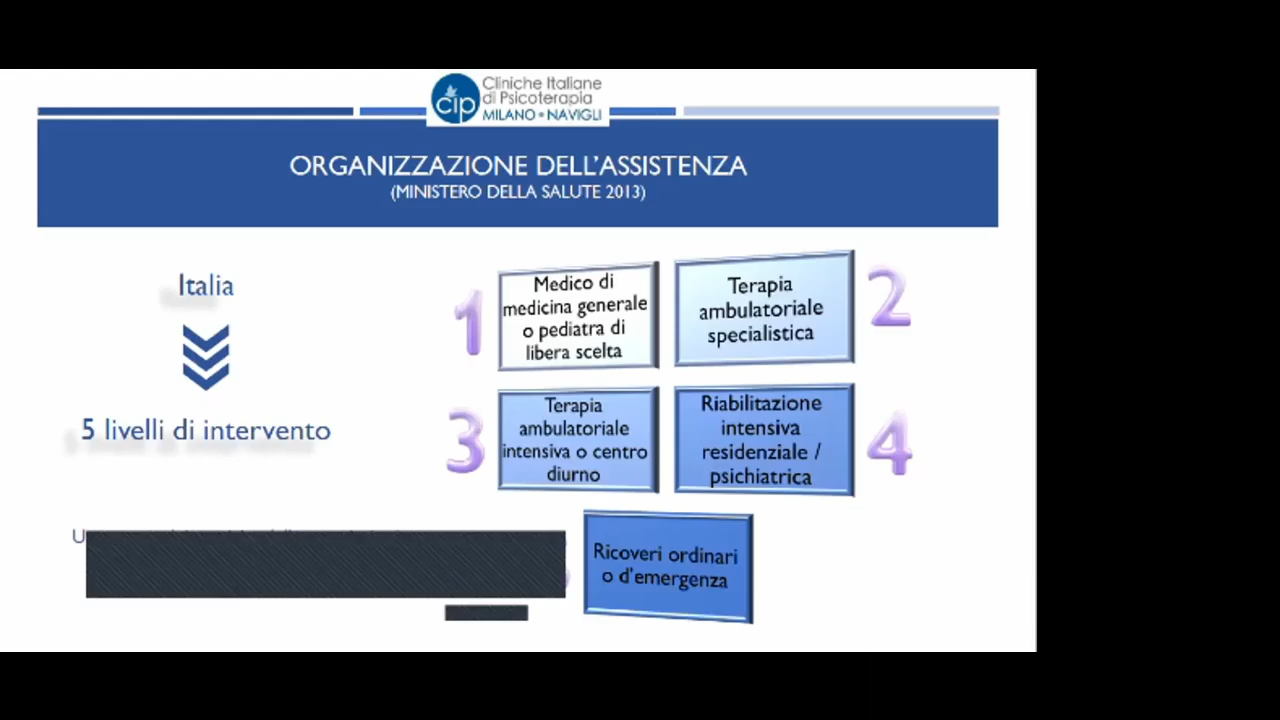 cip
Cliniche Italiane
di Psicoterapia
MILANO • NAVIGLI
ORGANIZZAZIONE DELL'ASSISTENZA
(MINISTERO DELLA SALUTE 2013)
Italia
5 livelli di intervento
1
Medico di
medicina generale
o pediatra di
libera scelta
Terapia
ambulatoriale
specialistica
2
3
Terapia
ambulatoriale
intensiva o centro
diurno
Riabilitazione
intensiva
residenziale /
psichiatrica
4
Ricoveri ordinari
o d'emergenza